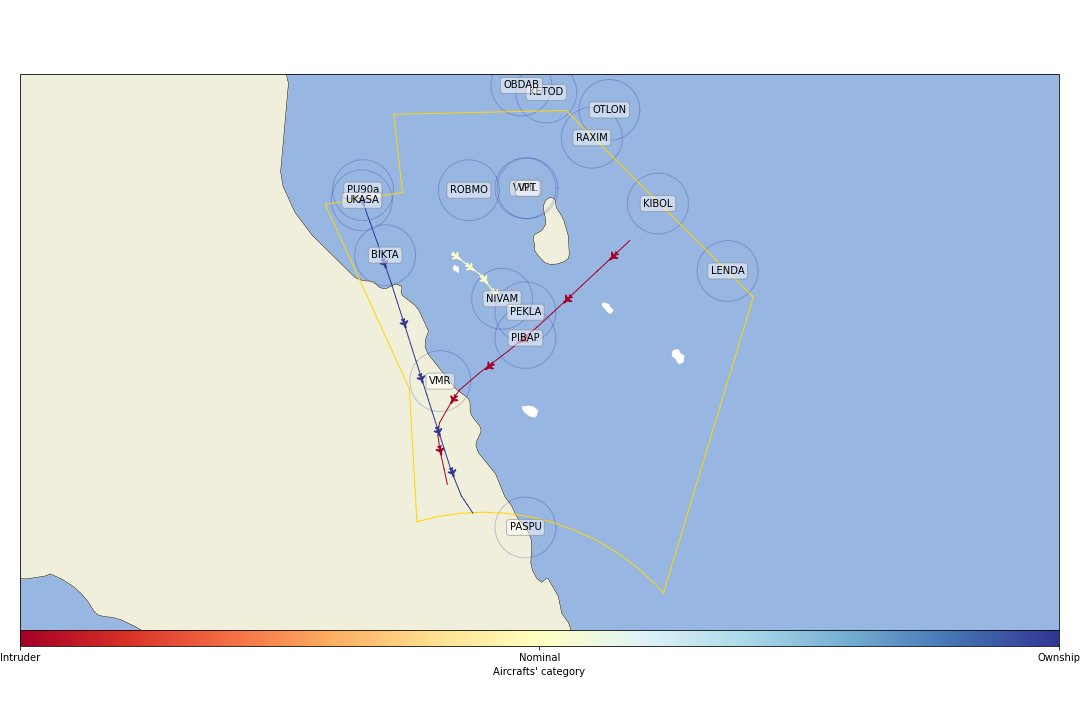 OBDAB
KETOD
OTLON
RAXIM
PU90a
UKASA
ROBMO
VPL
KIBOL
BIKTA
LENDA
NIVAM
PEKLA
PIBAP
VMR
PASPU
Intruder
Nominal
Ownship
Aircrafts' category